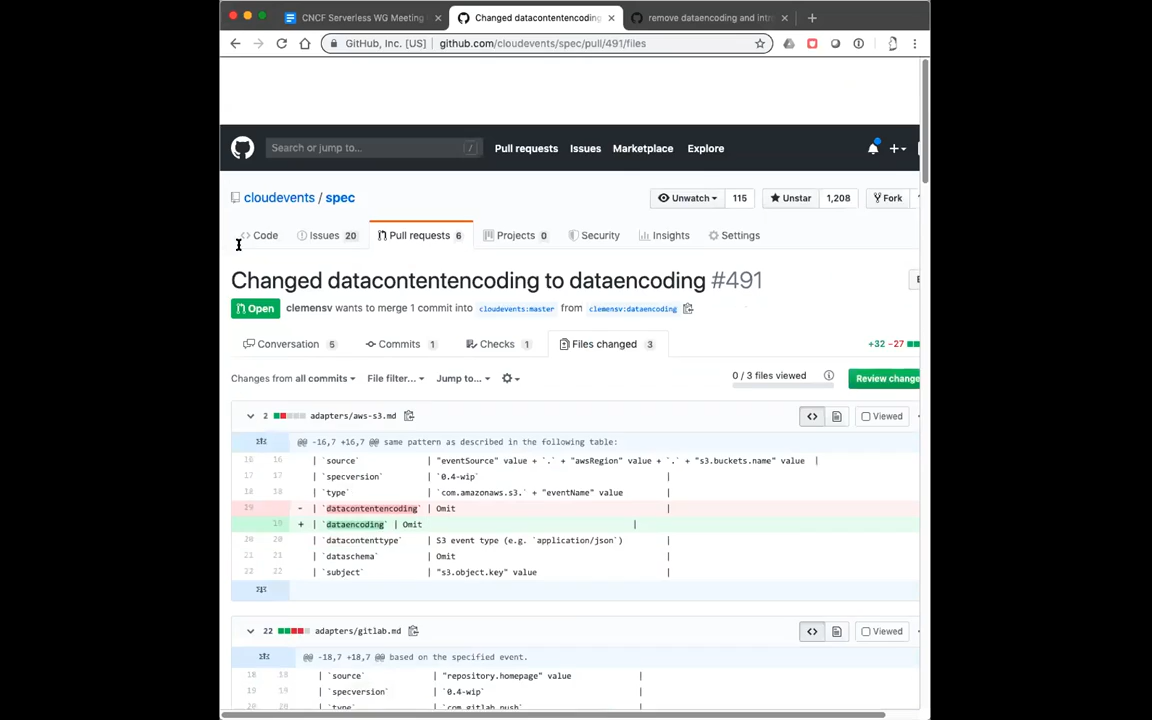 CNCF Serverless WG Meeting
Changed datacontentencoding
remove dataencoding and intr
GitHub, Inc. [US] | github.com/cloudevents/spec/pull/491/files
Search or jump to... /
Pull requests Issues Marketplace Explore
cloudevents / spec
Unwatch 115 Unstar 1,208 Fork
Code Issues 20 Pull requests 6 Projects 0 Security Insights Settings
Changed datacontentencoding to dataencoding #491
Open clemensv wants to merge 1 commit into cloudevents:master from clemensv:dataencoding
Conversation 5 Commits 1 Checks 1 Files changed 3 +32 −27
Changes from all commits File filter... Jump to... 0 / 3 files viewed Review change
2 adapters/aws-s3.md Viewed
@@ -16,7 +16,7 @@ same pattern as described in the following table:
16 16 | `source` | "eventSource" value + `.` + "awsRegion" value + `.` + "s3.buckets.name" value |
17 17 | `specversion` | `0.4-wip` |
18 18 | `type` | `com.amazonaws.s3.` + "eventName" value |
19 - | `datacontentencoding` | Omit |
19 + | `dataencoding` | Omit |
20 20 | `datacontenttype` | S3 event type (e.g. `application/json`) |
21 21 | `dataschema` | Omit |
22 22 | `subject` | "s3.object.key" value |
22 adapters/gitlab.md Viewed
@@ -18,7 +18,7 @@ based on the specified event.
18 18 | `source` | "repository.homepage" value |
19 19 | `specversion` | `0.4-wip` |
| `type` | `com.gitlab.push` |